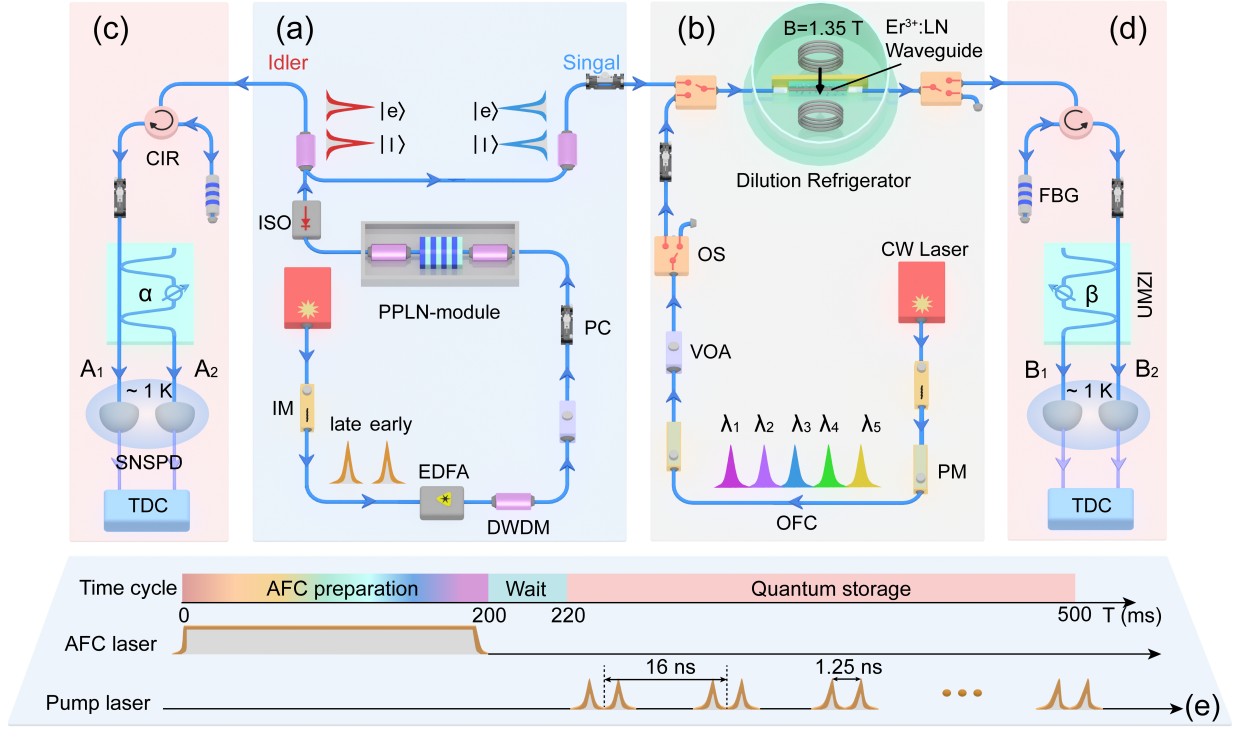 (c)
(a)
(b)
(d)
Idler
Singal
B=1.35 T
Er³⁺:LN
Waveguide
|e⟩
|e⟩
|l⟩
|l⟩
CIR
Dilution Refrigerator
FBG
ISO
OS
CW Laser
α
PPLN-module
PC
β
UMZI
VOA
A₁
A₂
~ 1 K
IM
late early
λ₁ λ₂ λ₃ λ₄ λ₅
B₁
B₂
~ 1 K
SNSPD
EDFA
PM
TDC
DWDM
OFC
TDC
Time cycle
AFC preparation
Wait
Quantum storage
0
200
220
500
T (ms)
AFC laser
16 ns
1.25 ns
Pump laser
(e)